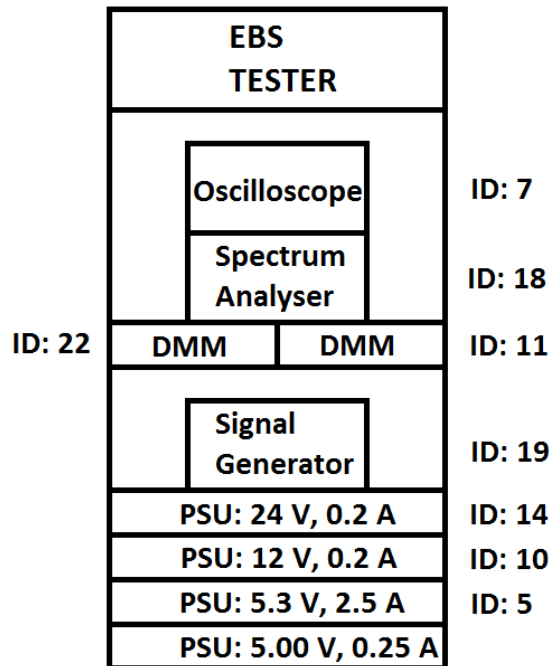 EBS
TESTER
Oscilloscope
ID: 7
Spectrum
Analyser
ID: 18
ID: 22
DMM
DMM
ID: 11
Signal
Generator
ID: 19
PSU: 24 V, 0.2 A
ID: 14
PSU: 12 V, 0.2 A
ID: 10
PSU: 5.3 V, 2.5 A
ID: 5
PSU: 5.00 V, 0.25 A